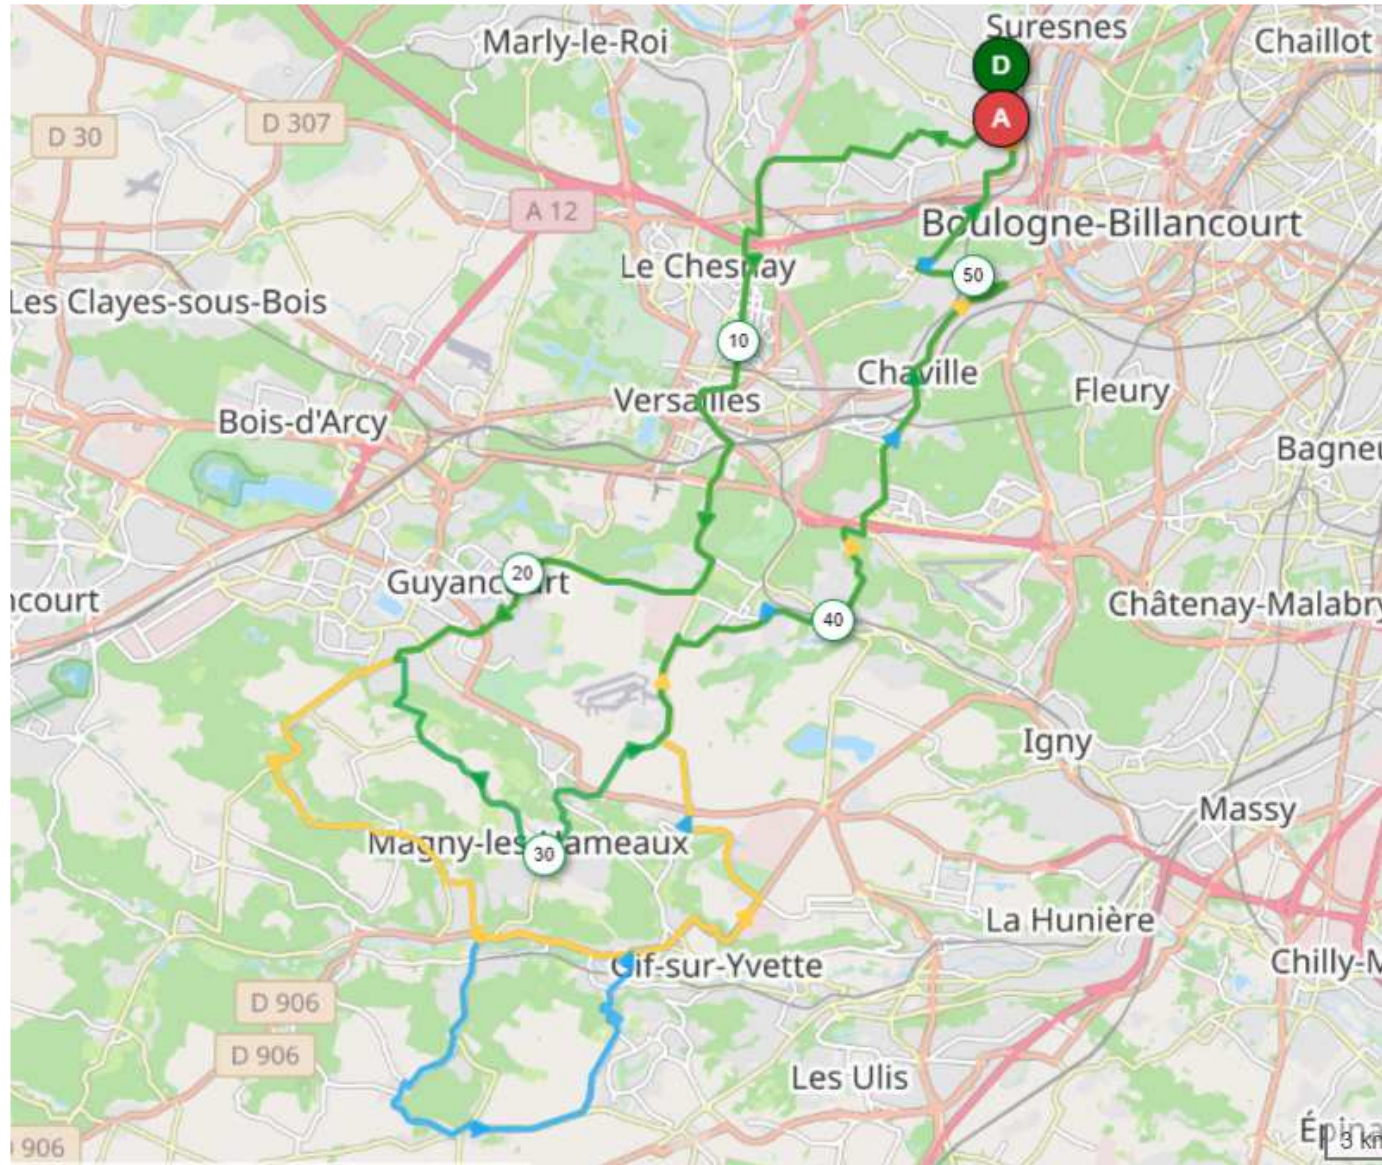 Suresnes
Marly-le-Roi
Chaillot
D
A
D 30
D 307
A 12
Boulogne-Billancourt
Le Chesnay
50
Les Clayes-sous-Bois
10
Chaville
Fleury
Versailles
Bois-d'Arcy
Bagneu
20
Guyancourt
ncourt
Châtenay-Malabry
40
Igny
Massy
Magny-les-Hameaux
30
La Hunière
Gif-sur-Yvette
Chilly-M
D 906
D 906
Les Ulis
Épina
3 km
906